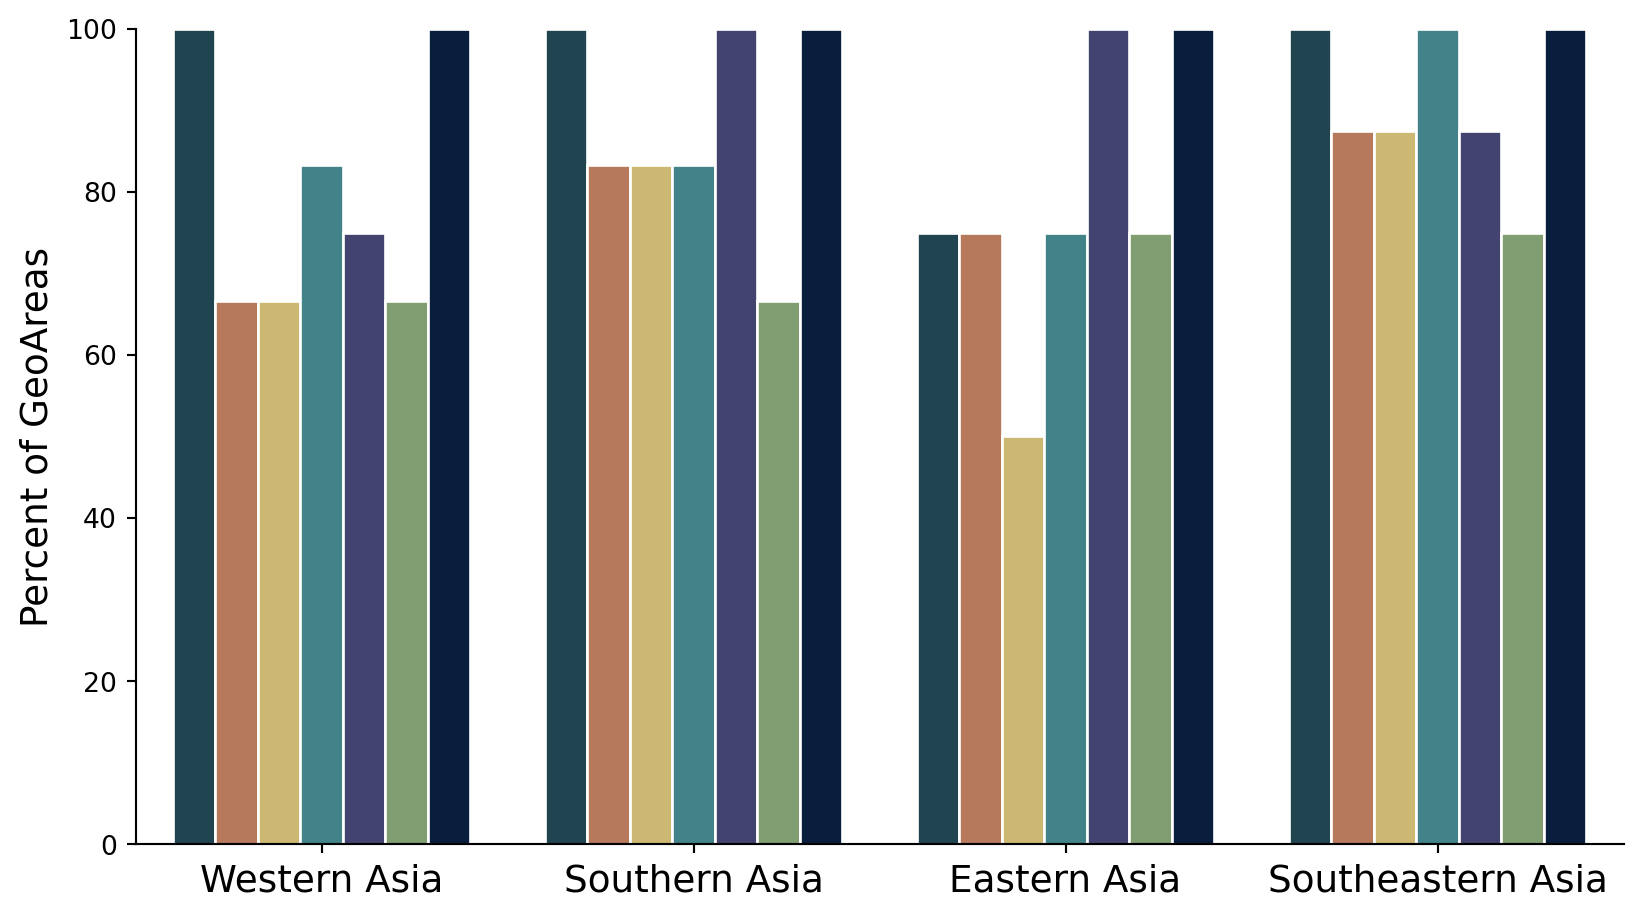 100
80
60
40
20
0
Percent of GeoAreas
Western Asia
Southern Asia
Eastern Asia
Southeastern Asia